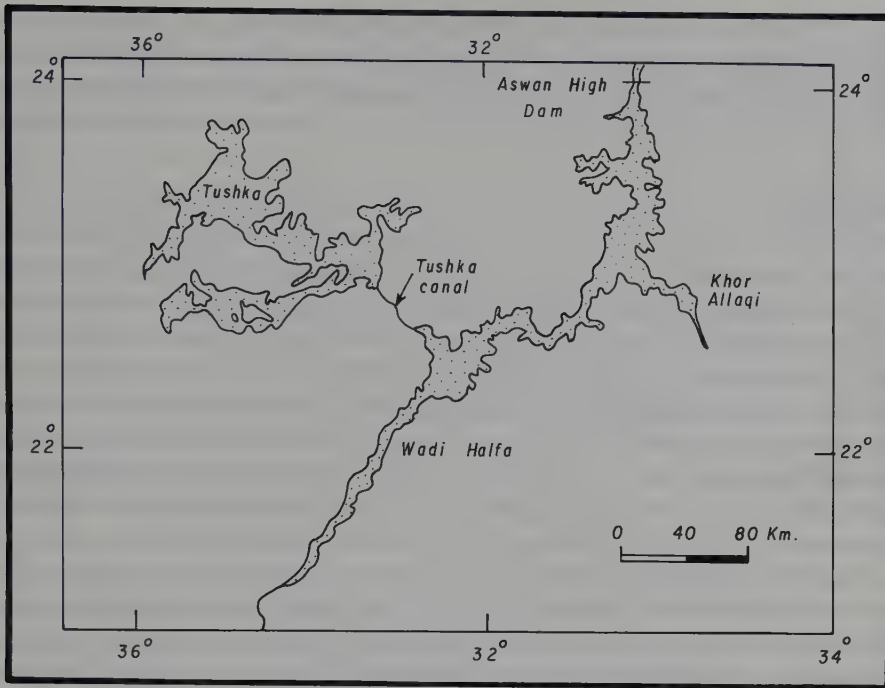 36°
32°
24°
Aswan High
Dam
24°
Tushka
Tushka
canal
Khor
Allaqi
22°
Wadi Halfa
22°
0 40 80 Km.
36°
32°
34°